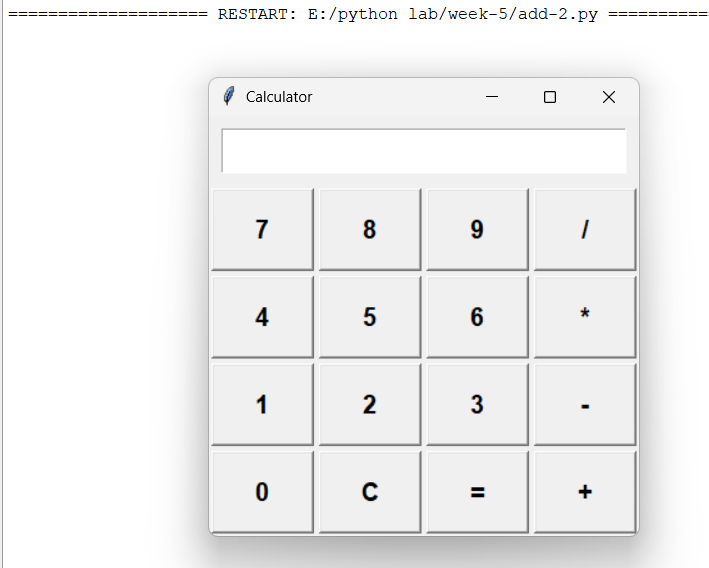 ==================== RESTART: E:/python lab/week-5/add-2.py ==========
Calculator
7 8 9 /
4 5 6 *
1 2 3 -
0 C = +